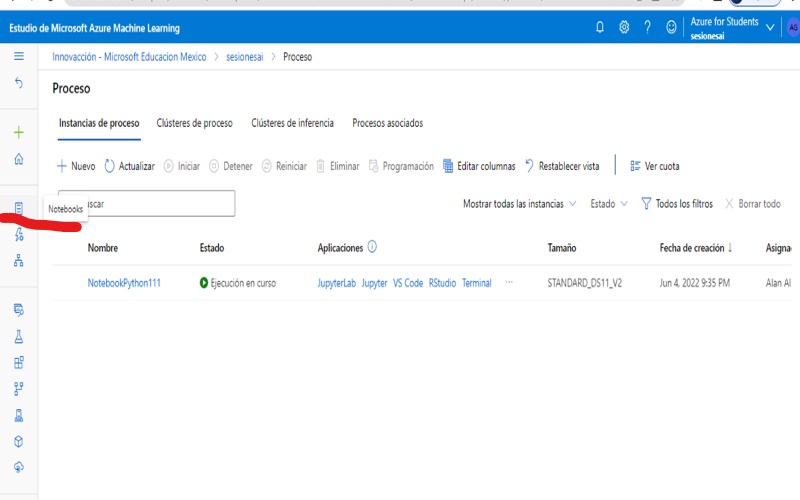 Estudio de Microsoft Azure Machine Learning
Azure for Students
sesionesai
AG
Innovacción - Microsoft Educacion Mexico > sesionesai > Proceso
Proceso
Instancias de proceso Clústeres de proceso Clústeres de inferencia Procesos asociados
Nuevo Actualizar Iniciar Detener Reiniciar Eliminar Programación Editar columnas Restablecer vista Ver cuota
Notebooks
scar Mostrar todas las instancias Estado Todos los filtros Borrar todo
Nombre Estado Aplicaciones Tamaño Fecha de creación ↓ Asigna
NotebookPython111 Ejecución en curso JupyterLab Jupyter VS Code RStudio Terminal ... STANDARD_DS11_V2 Jun 4, 2022 9:35 PM Alan Al